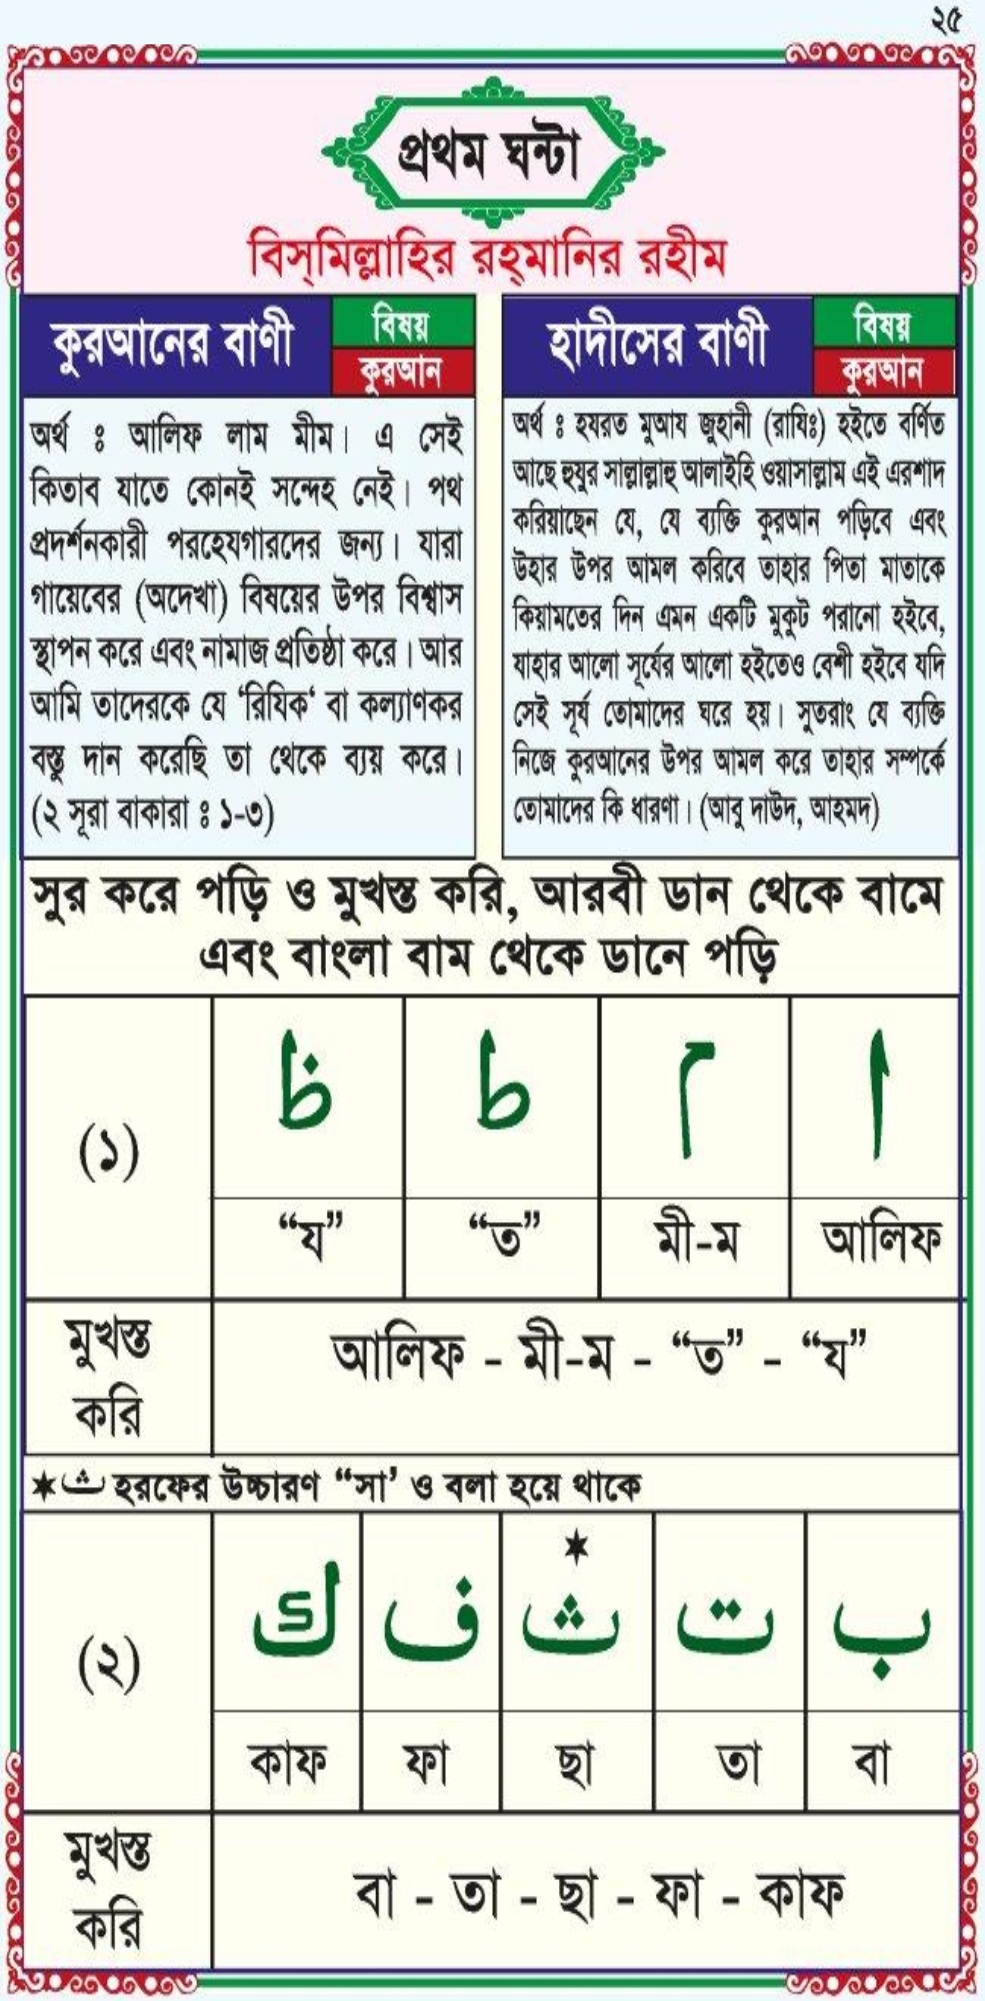 ২৫
প্রথম ঘন্টা
বিস্‌মিল্লাহির রহ্‌মানির রহীম
কুরআনের বাণী
বিষয়
কুরআন
অর্থ ঃ আলিফ লাম মীম। এ সেই
কিতাব যাতে কোনই সন্দেহ নেই। পথ
প্রদর্শনকারী পরহেযগারদের জন্য। যারা
গায়েবের (অদেখা) বিষয়ের উপর বিশ্বাস
স্থাপন করে এবং নামাজ প্রতিষ্ঠা করে। আর
আমি তাদেরকে যে ‘রিযিক‘ বা কল্যাণকর
বস্তু দান করেছি তা থেকে ব্যয় করে।
(২ সূরা বাকারা ঃ ১-৩)
হাদীসের বাণী
বিষয়
কুরআন
অর্থ ঃ হযরত মুআয জুহানী (রাযিঃ) হইতে বর্ণিত
আছে হুযুর সাল্লাল্লাহু আলাইহি ওয়াসাল্লাম এই এরশাদ
করিয়াছেন যে, যে ব্যক্তি কুরআন পড়িবে এবং
উহার উপর আমল করিবে তাহার পিতা মাতাকে
কিয়ামতের দিন এমন একটি মুকুট পরানো হইবে,
যাহার আলো সূর্যের আলো হইতেও বেশী হইবে যদি
সেই সূর্য তোমাদের ঘরে হয়। সুতরাং যে ব্যক্তি
নিজে কুরআনের উপর আমল করে তাহার সম্পর্কে
তোমাদের কি ধারণা। (আবু দাউদ, আহমদ)
সুর করে পড়ি ও মুখস্ত করি, আরবী ডান থেকে বামে
এবং বাংলা বাম থেকে ডানে পড়ি
(১)
ا م ط ظ
“য” “ত” মী-ম আলিফ
মুখস্ত
করি
আলিফ - মী-ম - “ত” - “য”
✶ث হরফের উচ্চারণ “সা’ ও বলা হয়ে থাকে
(২)
✶
ب ت ث ف ك
কাফ ফা ছা তা বা
মুখস্ত
করি
বা - তা - ছা - ফা - কাফ